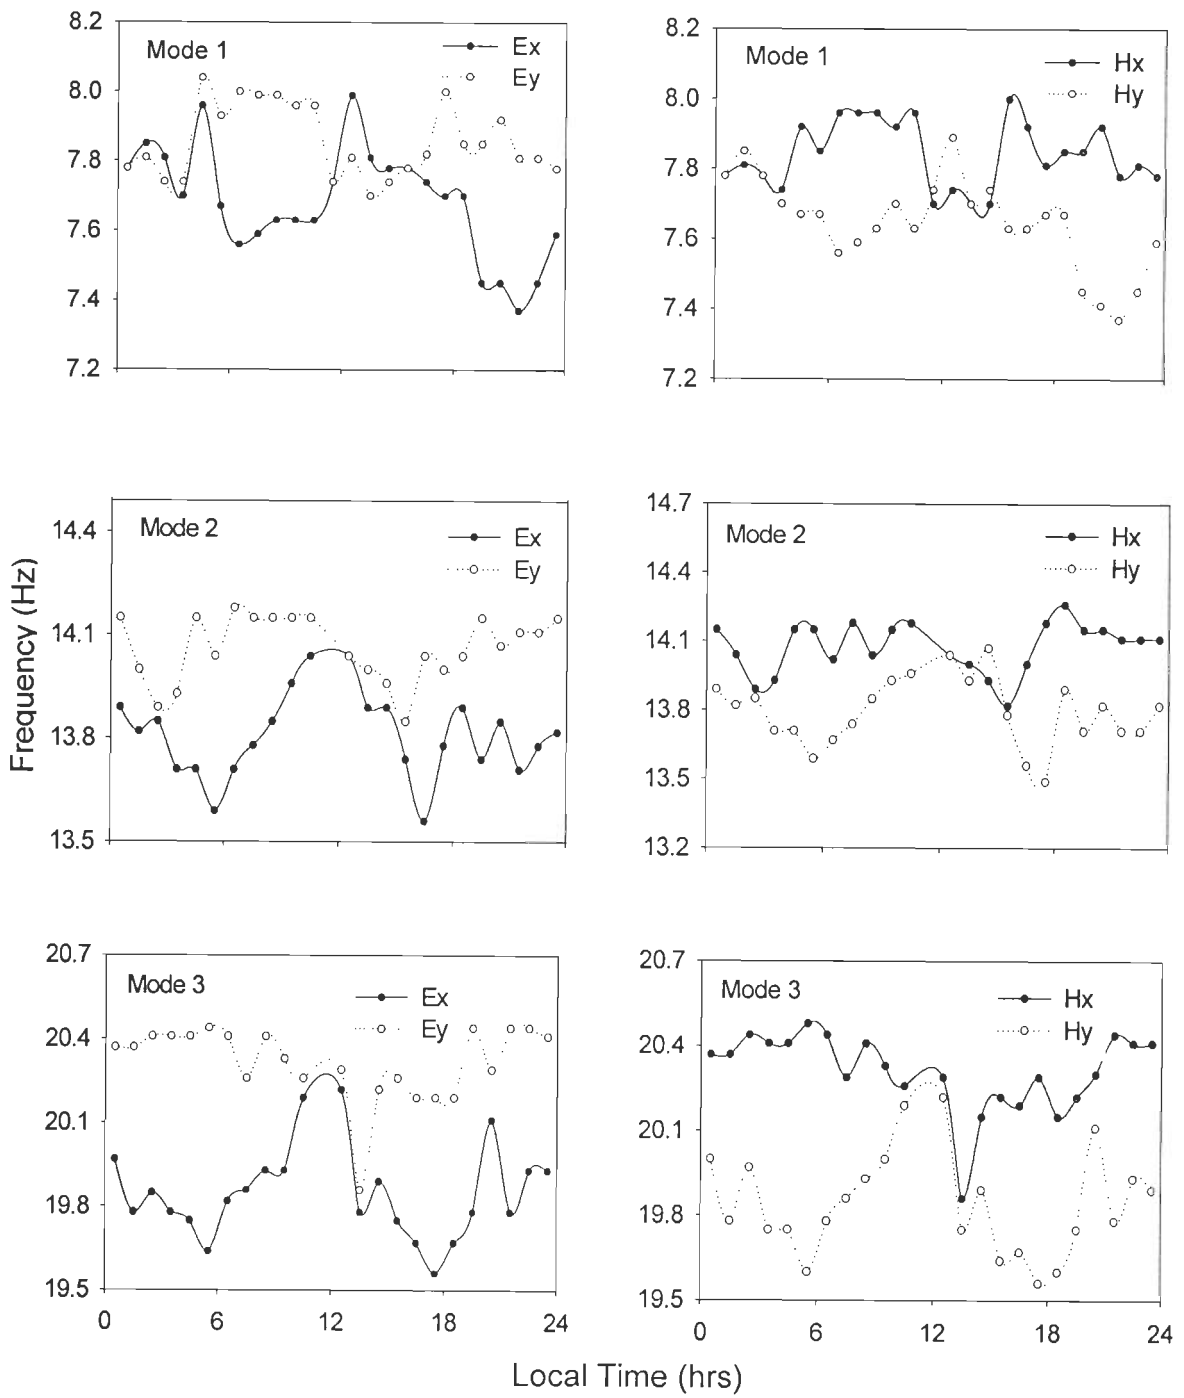 8.2
8.0
7.8
7.6
7.4
7.2
Mode 1
Ex
Ey
8.2
8.0
7.8
7.6
7.4
7.2
Mode 1
Hx
Hy
Frequency (Hz)
14.4
14.1
13.8
13.5
Mode 2
Ex
Ey
14.7
14.4
14.1
13.8
13.5
13.2
Mode 2
Hx
Hy
20.7
20.4
20.1
19.8
19.5
Mode 3
Ex
Ey
0 6 12 18 24
20.7
20.4
20.1
19.8
19.5
Mode 3
Hx
Hy
0 6 12 18 24
Local Time (hrs)